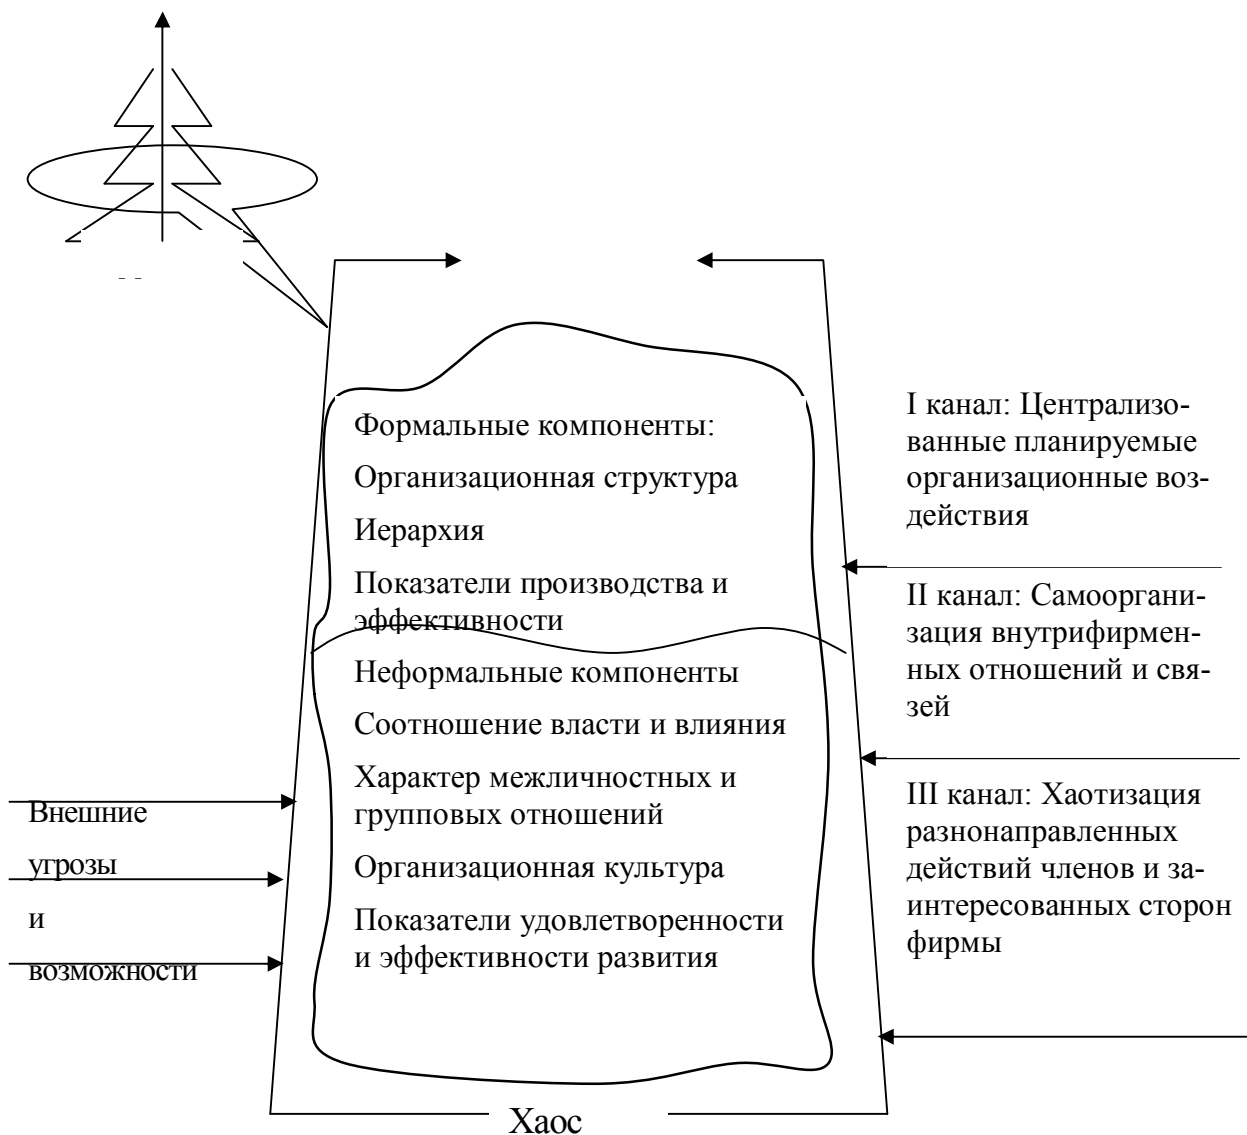 Формальные компоненты:
Организационная структура
Иерархия
Показатели производства и
эффективности
Неформальные компоненты
Соотношение власти и влияния
Характер межличностных и
групповых отношений
Организационная культура
Показатели удовлетворенности
и эффективности развития
I канал: Централизо-
ванные планируемые
организационные воз-
действия
II канал: Самооргани-
зация внутрифирмен-
ных отношений и свя-
зей
III канал: Хаотизация
разнонаправленных
действий членов и за-
интересованных сторон
фирмы
Внешние
угрозы
и
возможности
Хаос